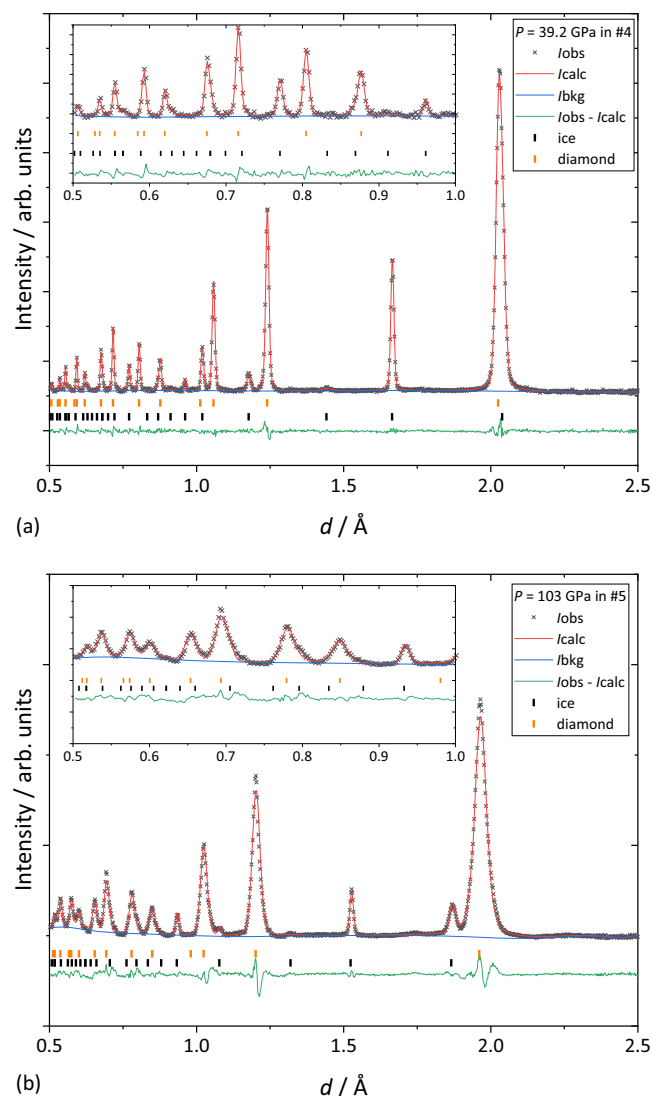 P = 39.2 GPa in #4
Iobs
Icalc
Ibkg
Iobs - Icalc
ice
diamond
0.5 0.6 0.7 0.8 0.9 1.0
Intensity / arb. units
0.5 1.0 1.5 2.0 2.5
(a)
d / Å
P = 103 GPa in #5
Iobs
Icalc
Ibkg
Iobs - Icalc
ice
diamond
0.5 0.6 0.7 0.8 0.9 1.0
Intensity / arb. units
0.5 1.0 1.5 2.0 2.5
(b)
d / Å